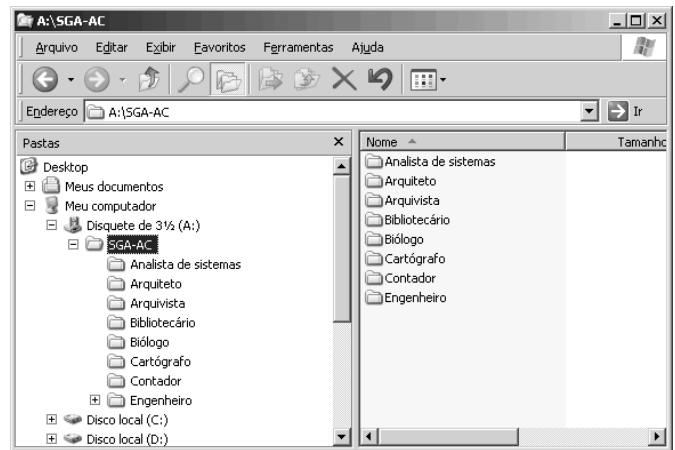 A:\SGA-AC
Arquivo Editar Exibir Favoritos Ferramentas Ajuda
Endereço A:\SGA-AC Ir
Pastas
Desktop
Meus documentos
Meu computador
Disquete de 3½ (A:)
SGA-AC
Analista de sistemas
Arquiteto
Arquivista
Bibliotecário
Biólogo
Cartógrafo
Contador
Engenheiro
Disco local (C:)
Disco local (D:)
Nome Tamanho
Analista de sistemas
Arquiteto
Arquivista
Bibliotecário
Biólogo
Cartógrafo
Contador
Engenheiro